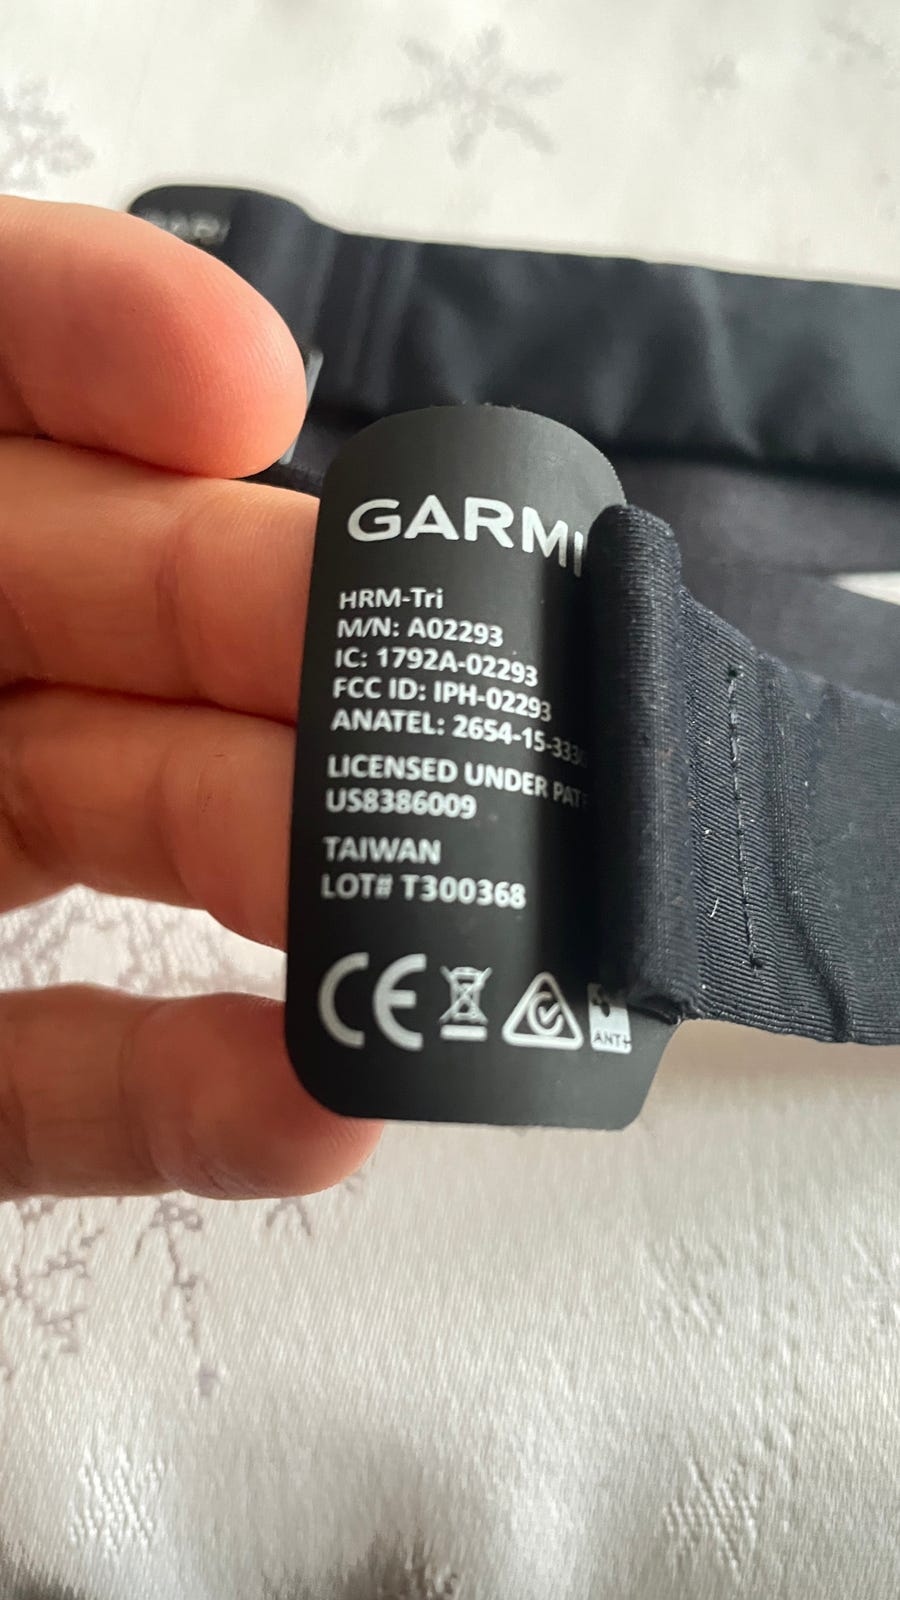 GARMI
HRM-Tri
M/N: A02293
IC: 1792A-02293
FCC ID: IPH-02293
ANATEL: 2654-15-333
LICENSED UNDER PAT
US8386009
TAIWAN
LOT# T300368
CE
ANT+